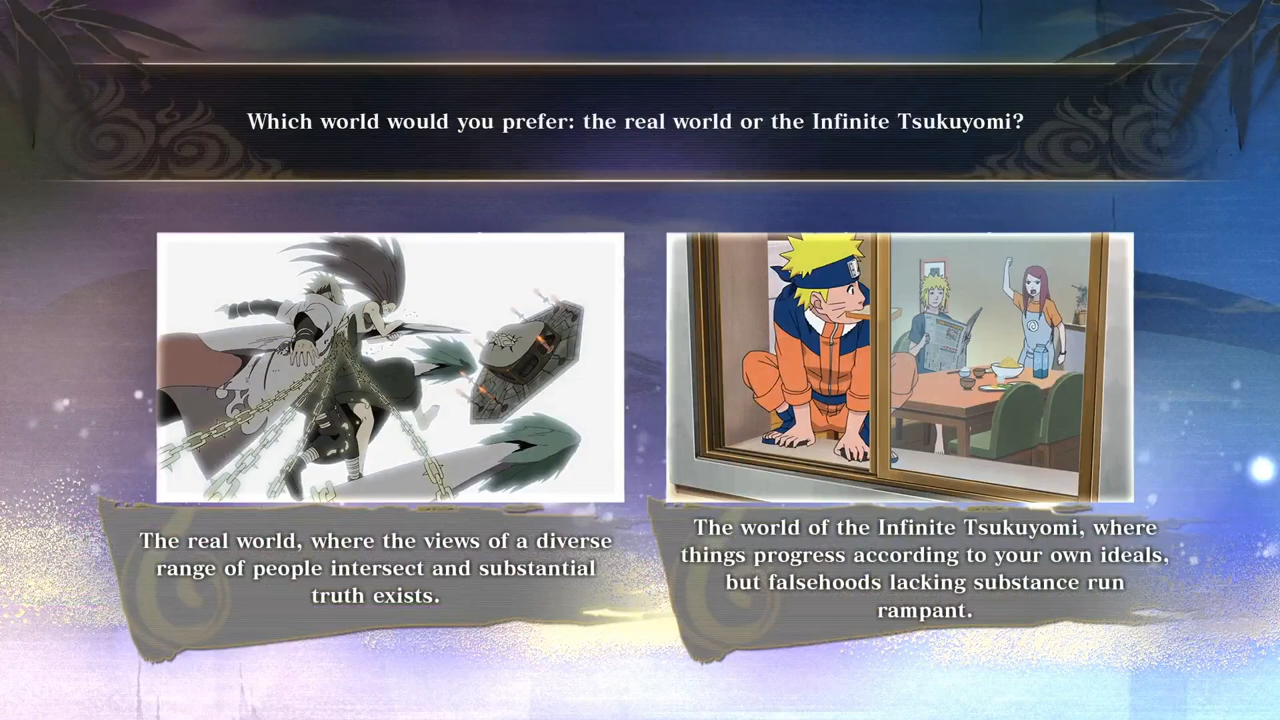 Which world would you prefer: the real world or the Infinite Tsukuyomi?
The real world, where the views of a diverse
range of people intersect and substantial
truth exists.
The world of the Infinite Tsukuyomi, where
things progress according to your own ideals,
but falsehoods lacking substance run
rampant.